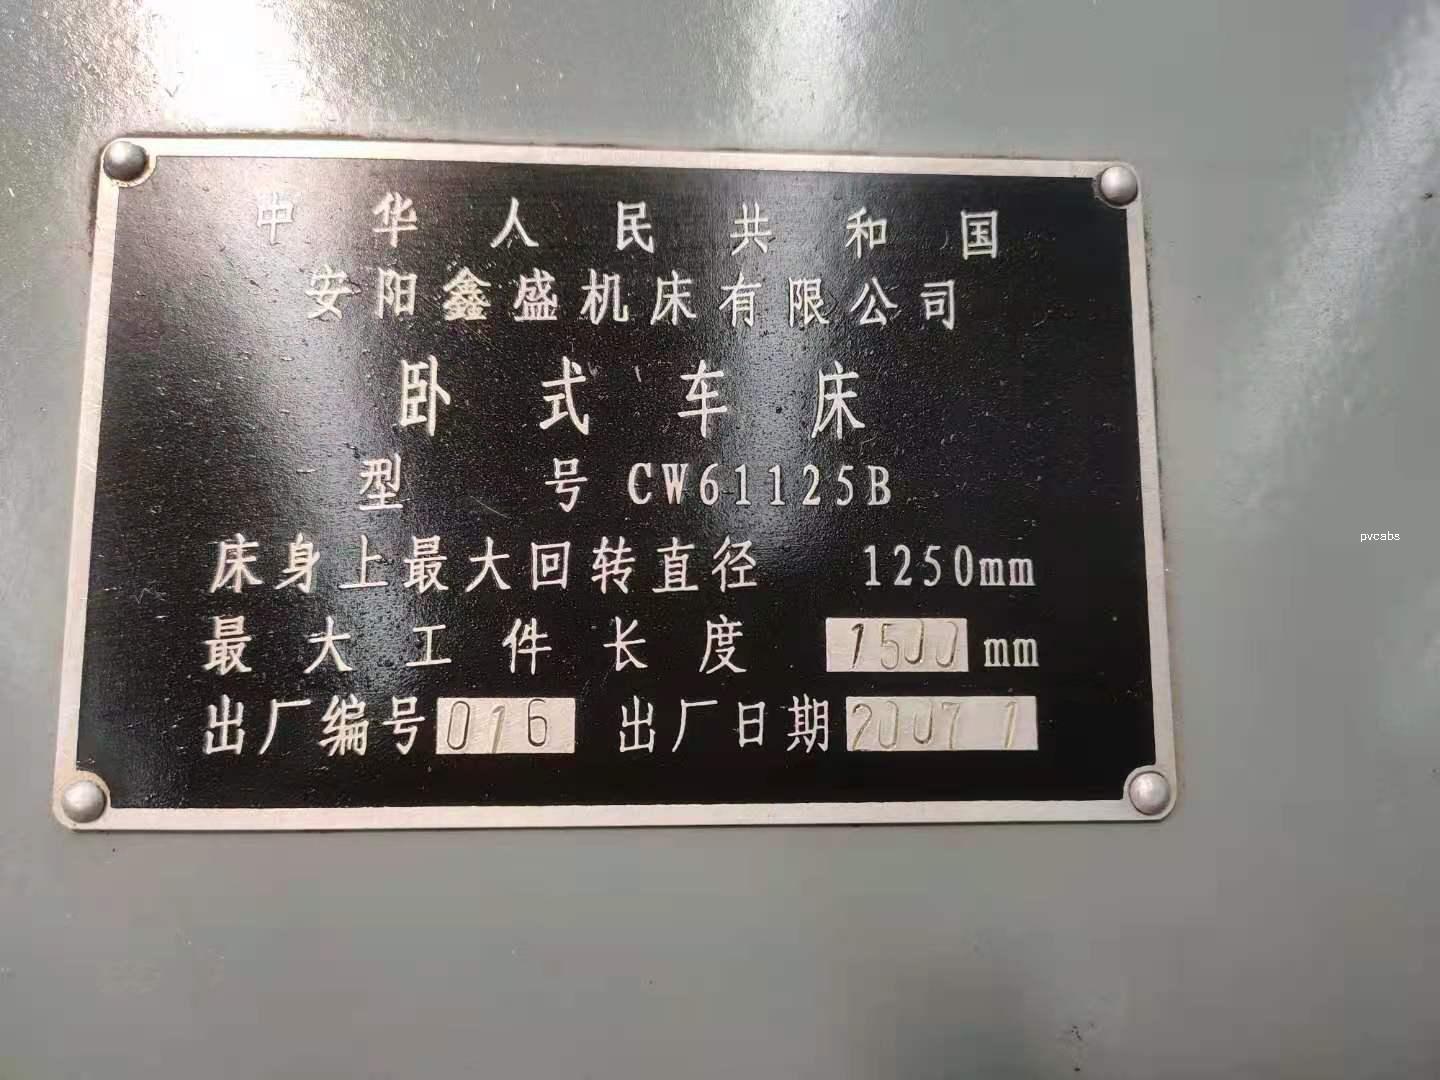 中华人民共和国
安阳鑫盛机床有限公司
卧式车床
型号 CW61125B
床身上最大回转直径 1250mm
最大工件长度 1500 mm
出厂编号 016 出厂日期 2007 1
pvcabs